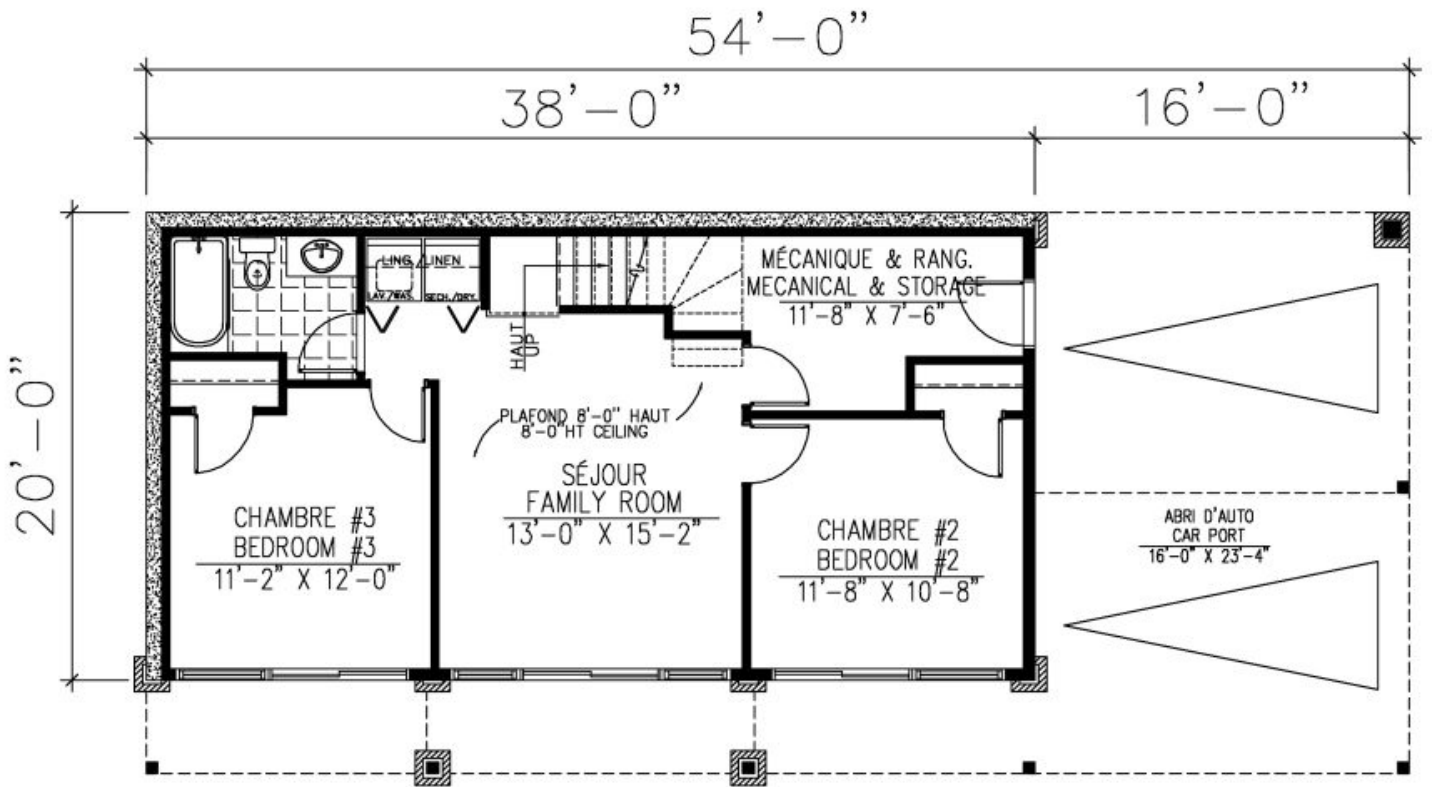 54'-0"
38'-0"
16'-0"
20'-0"
LING./LINEN
LAV./WAS.
SECH./DRY.
HAUT
UP
MÉCANIQUE & RANG.
MECANICAL & STORAGE
11'-8" X 7'-6"
PLAFOND 8'-0" HAUT
8'-0"HT CEILING
SÉJOUR
FAMILY ROOM
13'-0" X 15'-2"
CHAMBRE #3
BEDROOM #3
11'-2" X 12'-0"
CHAMBRE #2
BEDROOM #2
11'-8" X 10'-8"
ABRI D'AUTO
CAR PORT
16'-0" X 23'-4"